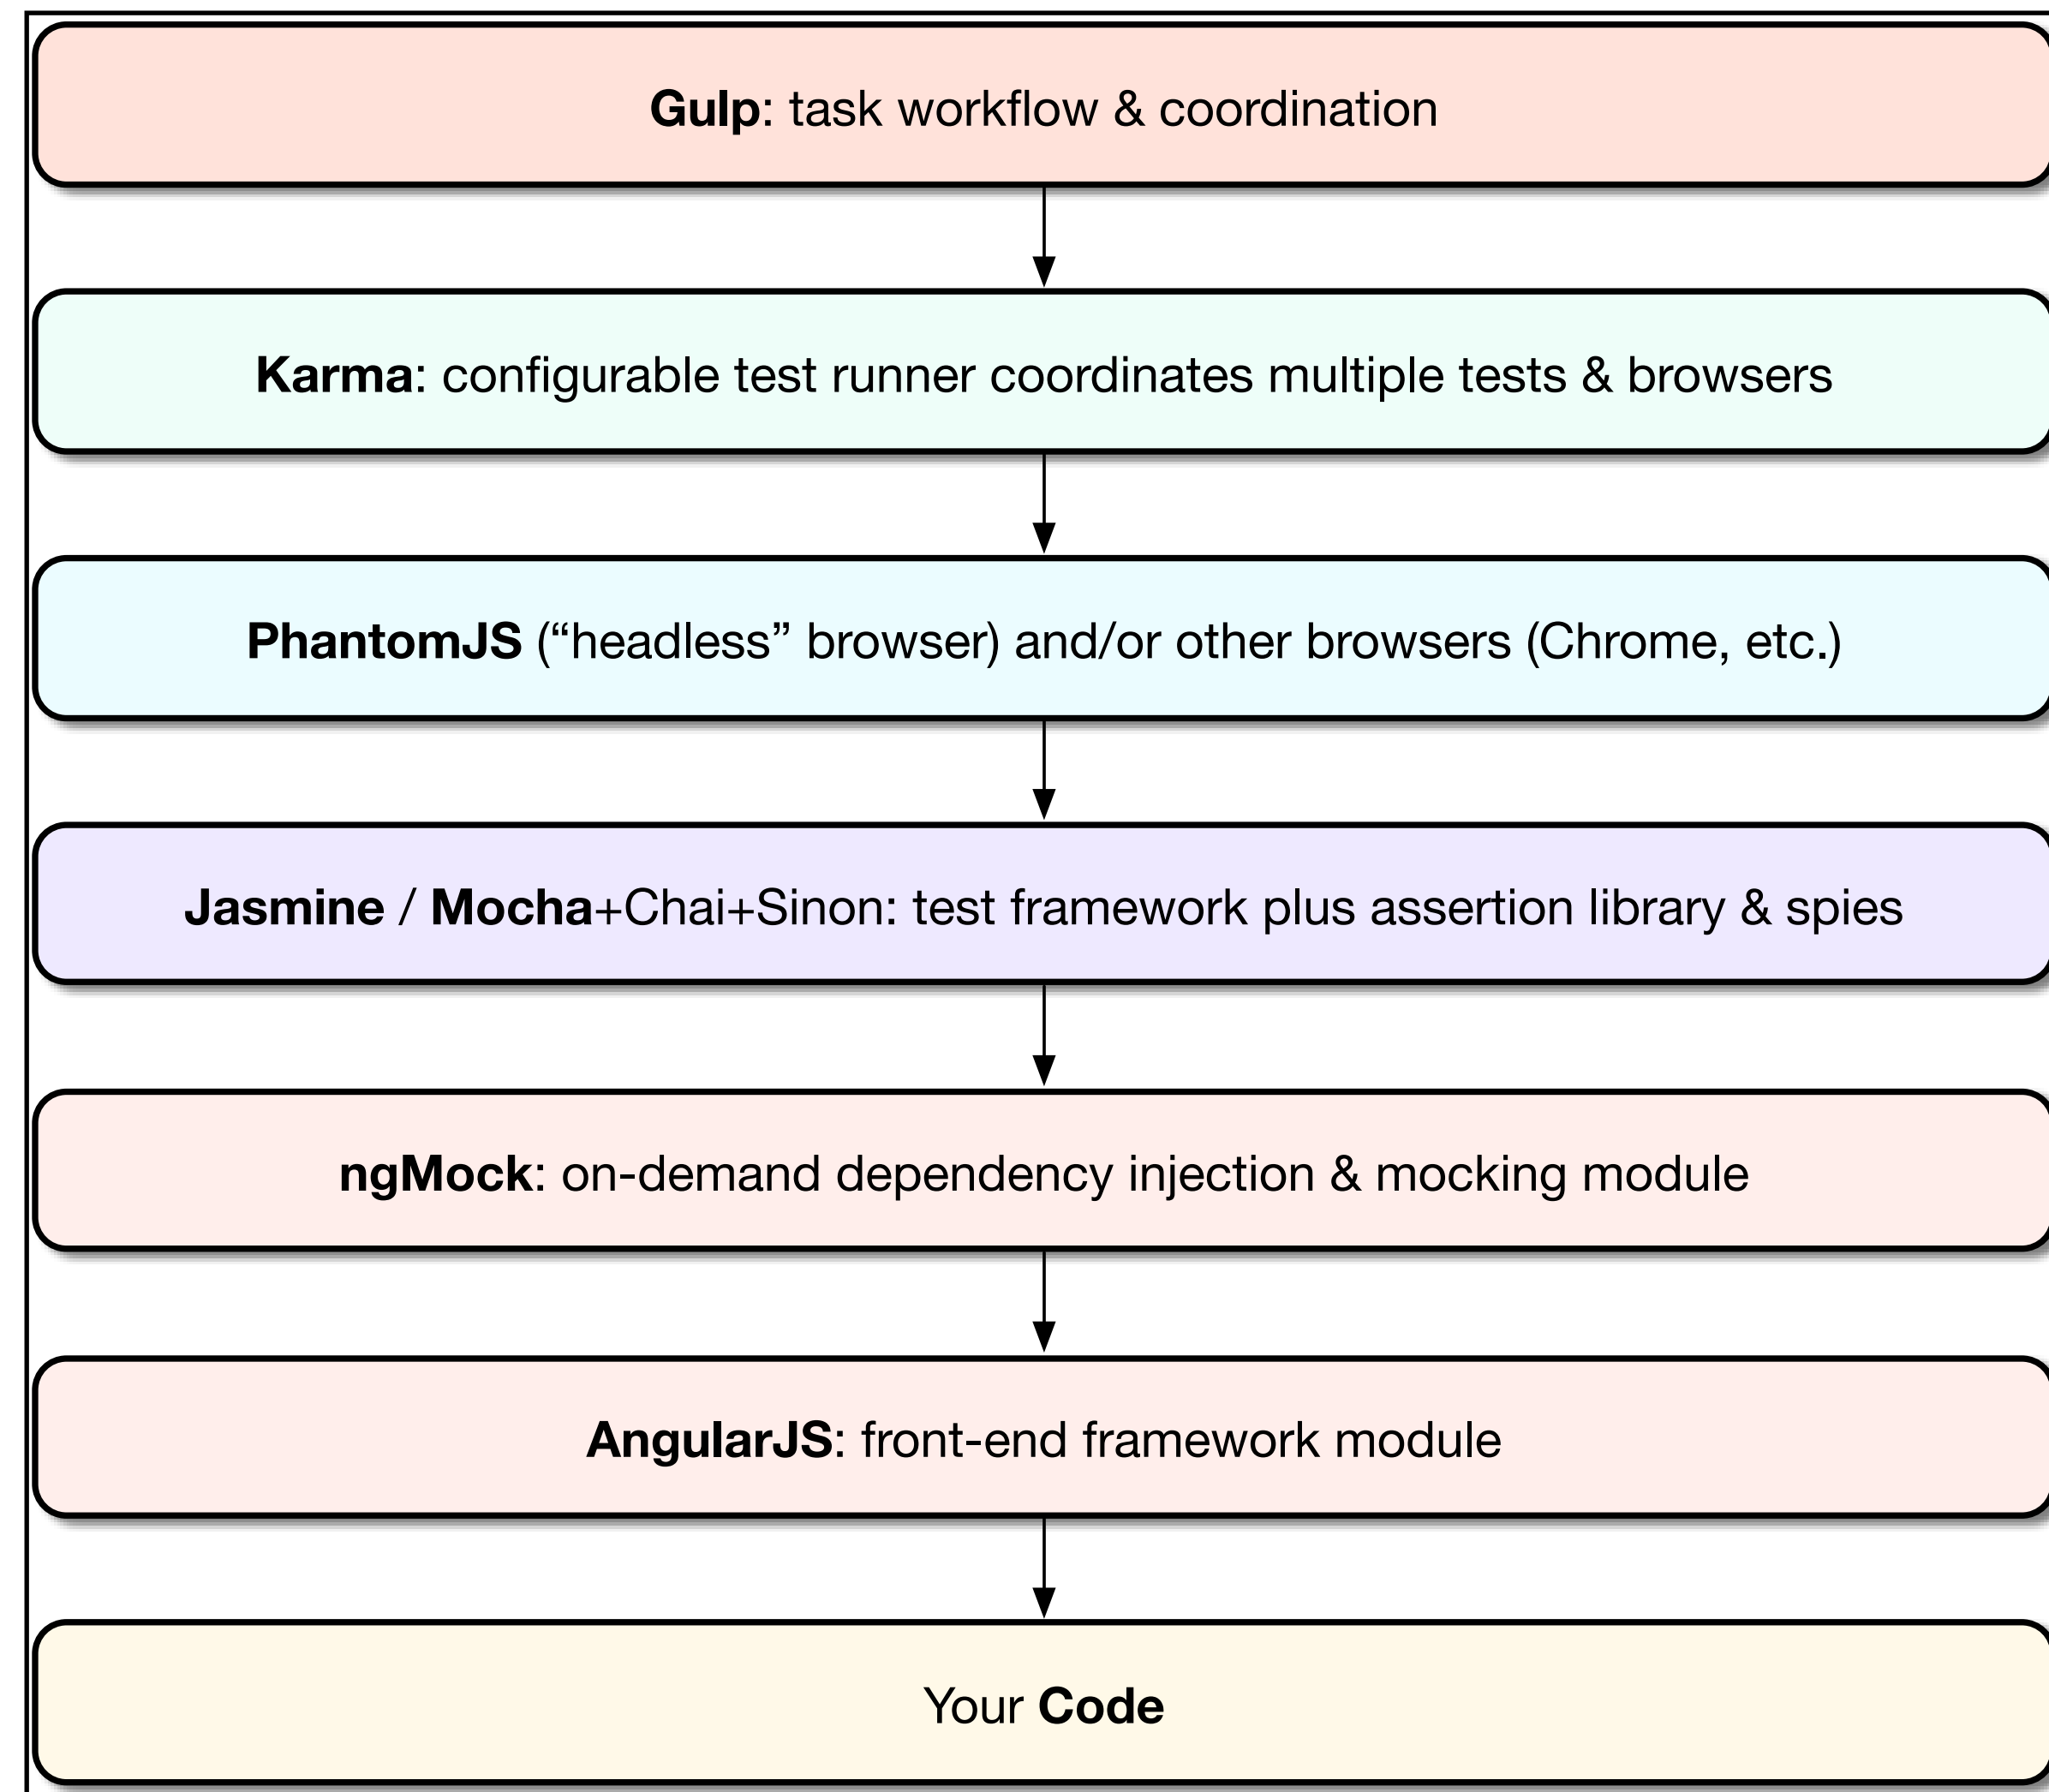 Gulp: task workflow & coordination
Karma: configurable test runner coordinates multiple tests & browsers
PhantomJS (“headless” browser) and/or other browsers (Chrome, etc.)
Jasmine / Mocha+Chai+Sinon: test framework plus assertion library & spies
ngMock: on-demand dependency injection & mocking module
AngularJS: front-end framework module
Your Code